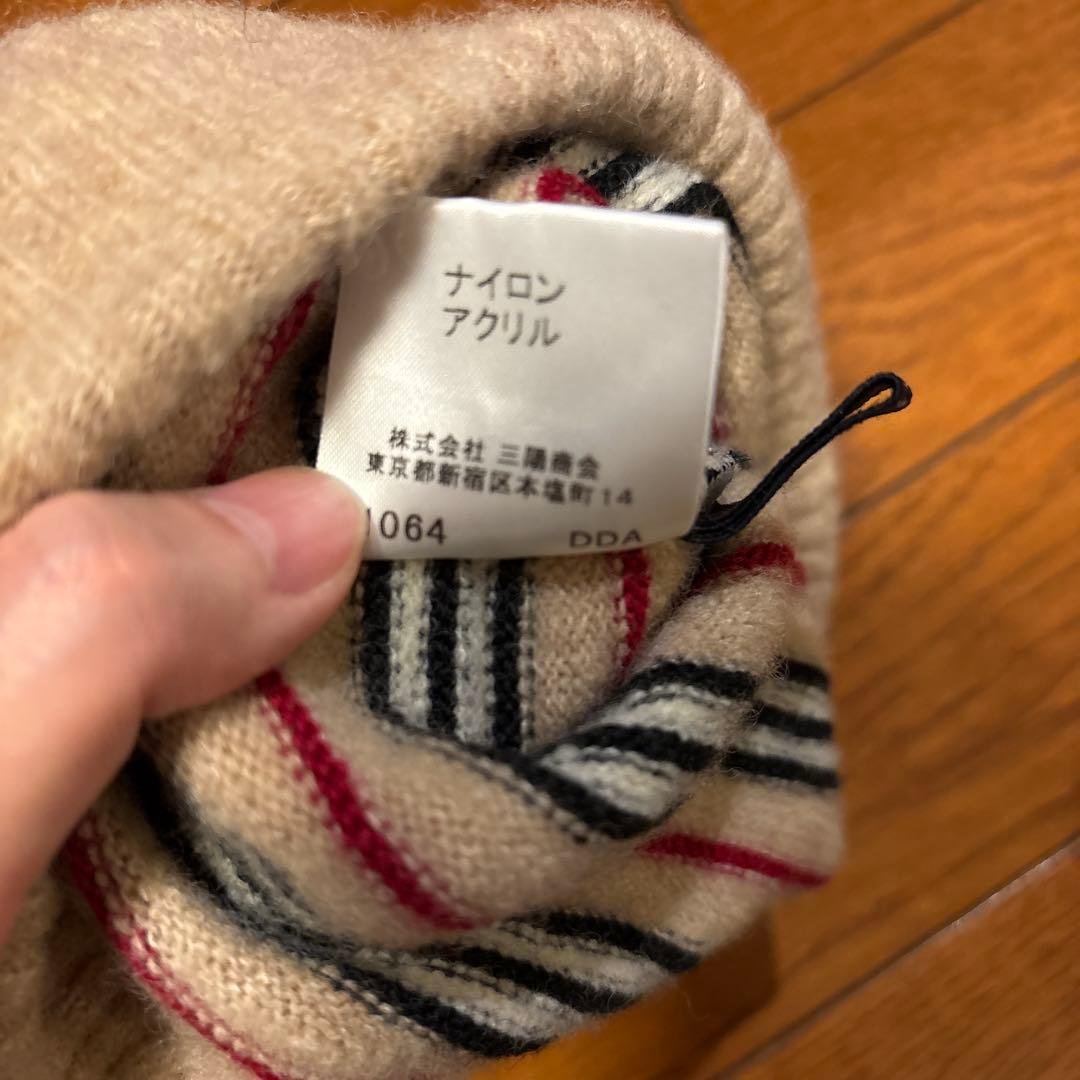 ナイロン
アクリル
株式会社 三陽商会
東京都新宿区本塩町14
1064 DDA